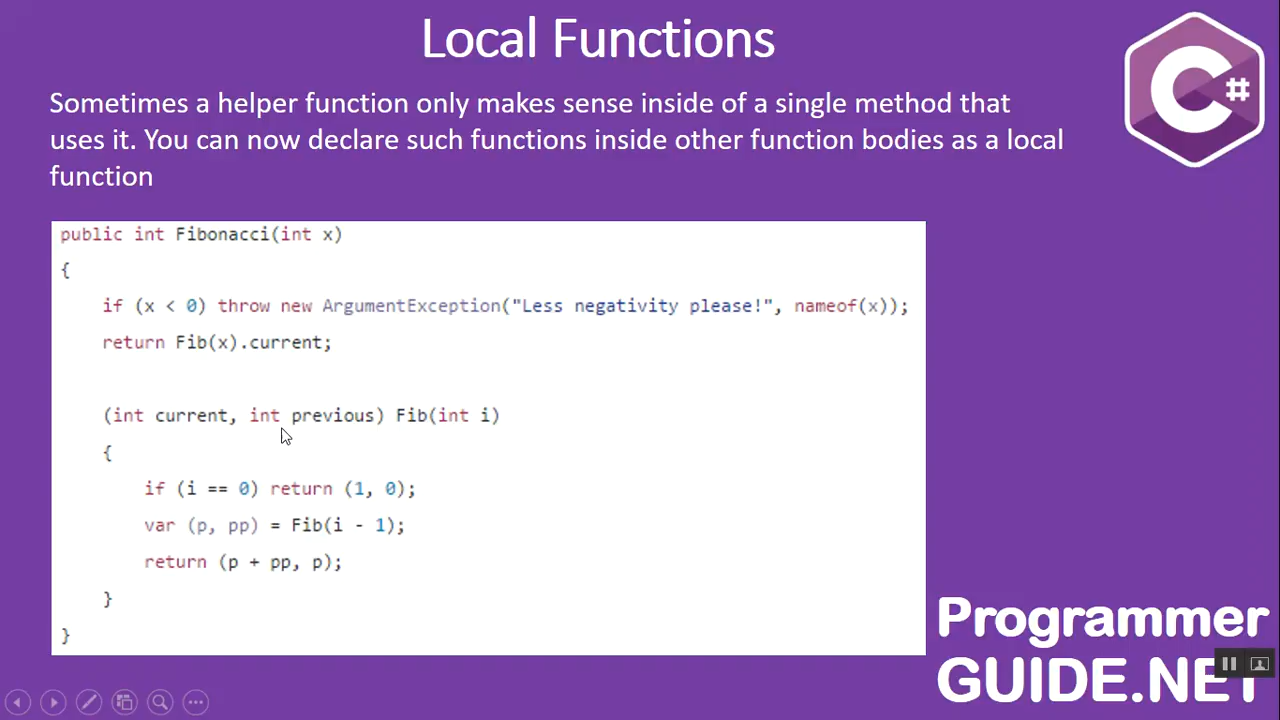 Local Functions
C#
Sometimes a helper function only makes sense inside of a single method that
uses it. You can now declare such functions inside other function bodies as a local
function
public int Fibonacci(int x)
{
    if (x < 0) throw new ArgumentException("Less negativity please!", nameof(x));
    return Fib(x).current;
    (int current, int previous) Fib(int i)
    {
        if (i == 0) return (1, 0);
        var (p, pp) = Fib(i - 1);
        return (p + pp, p);
    }
}
Programmer
GUIDE.NET